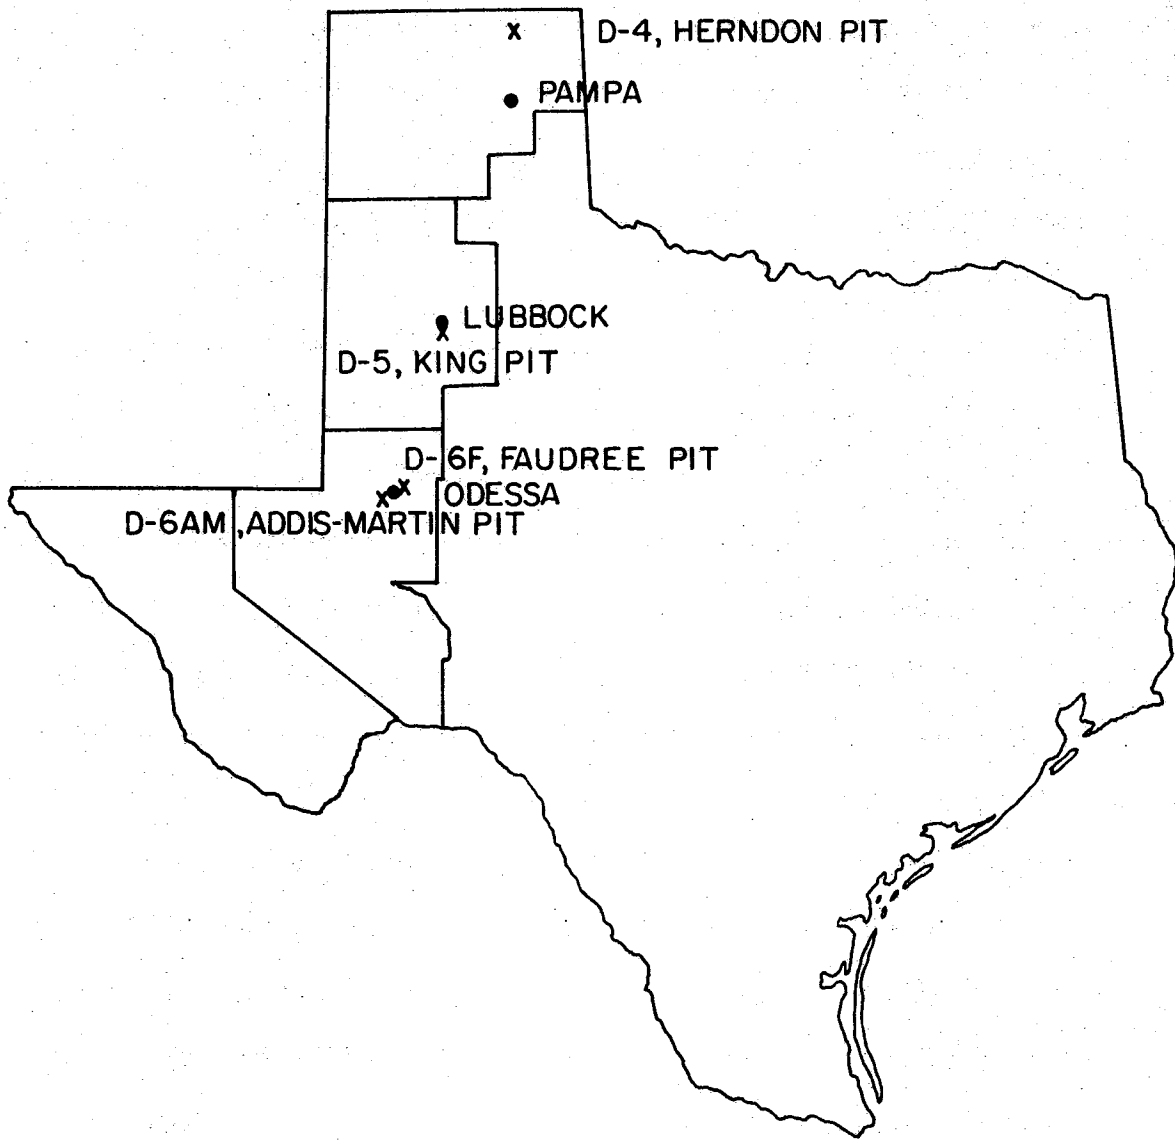 D-4, HERNDON PIT
PAMPA
LUBBOCK
D-5, KING PIT
D-6F, FAUDREE PIT
ODESSA
D-6AM, ADDIS-MARTIN PIT